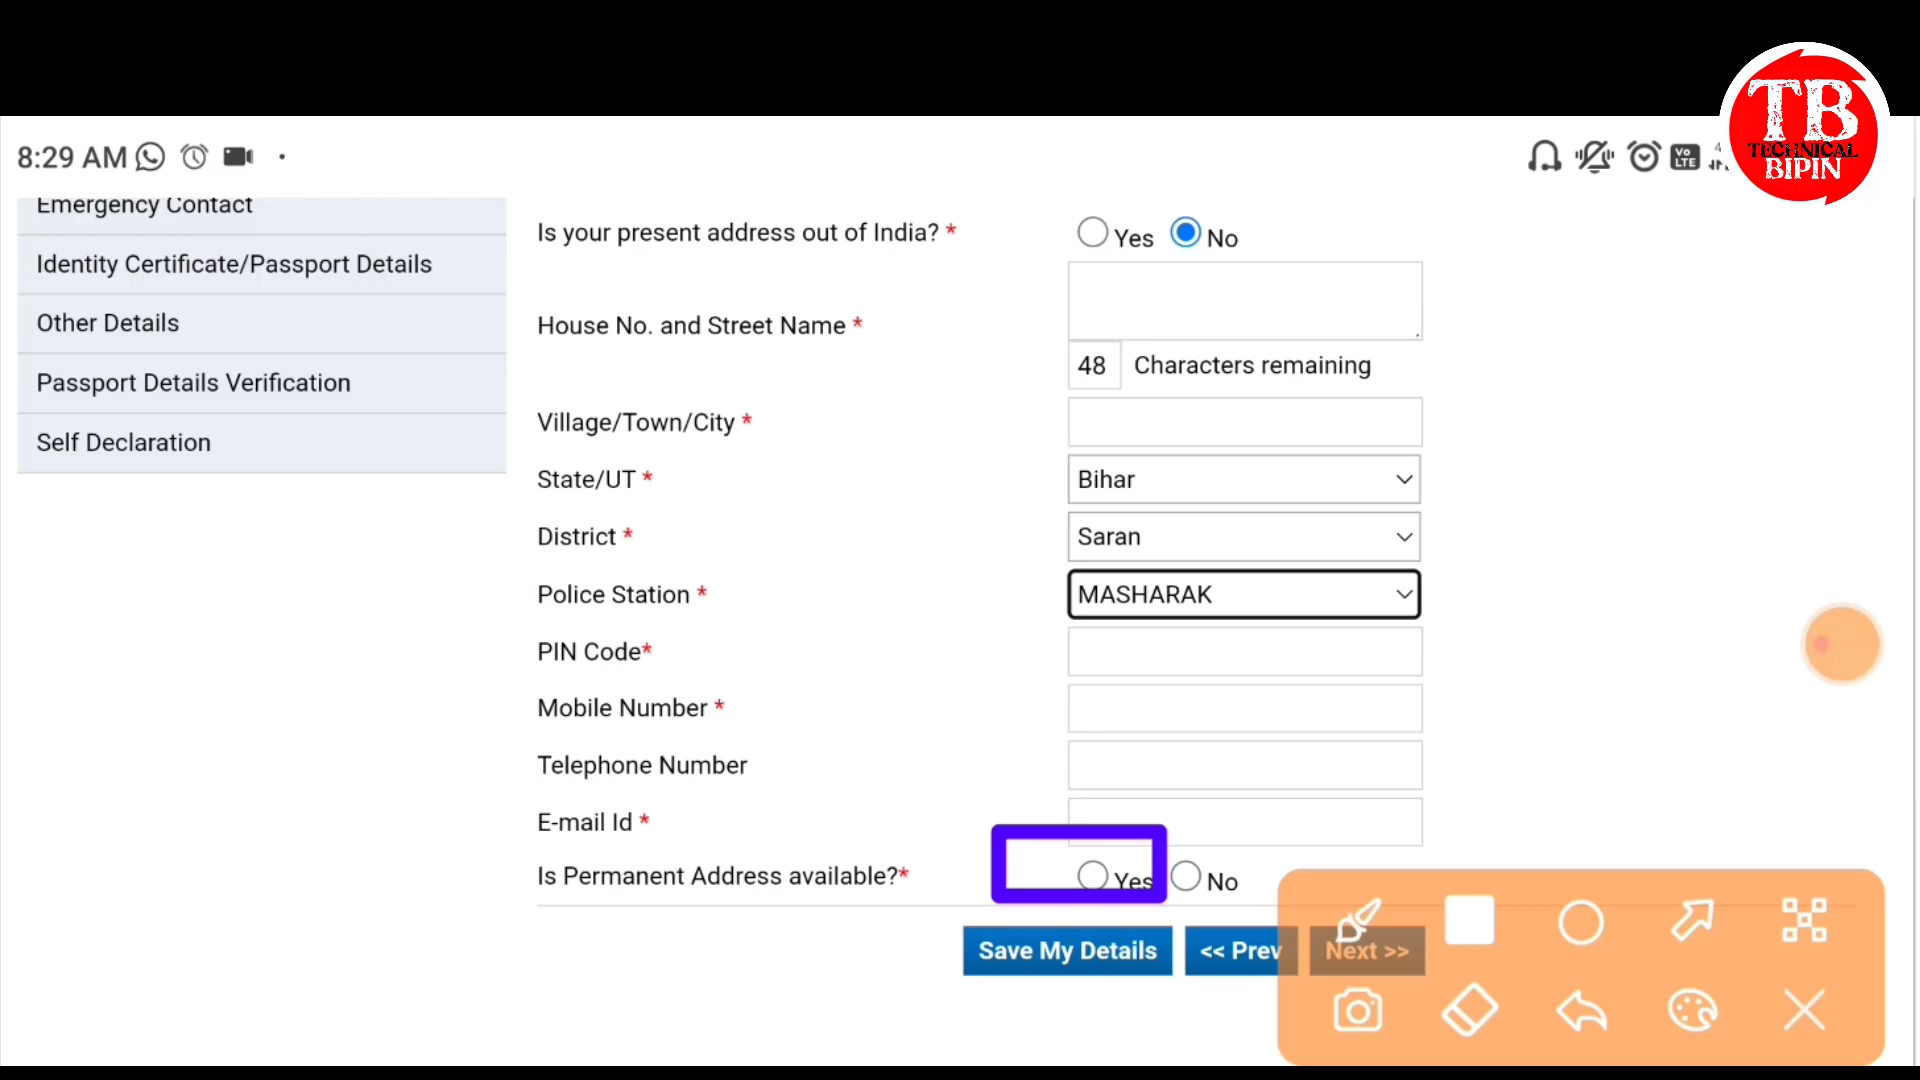 TB
TECHNICAL
BIPIN
8:29 AM
Vo
LTE
4
Emergency Contact
Identity Certificate/Passport Details
Other Details
Passport Details Verification
Self Declaration
Is your present address out of India? *
Yes No
House No. and Street Name *
48 Characters remaining
Village/Town/City *
State/UT * Bihar
District * Saran
Police Station * MASHARAK
PIN Code*
Mobile Number *
Telephone Number
E-mail Id *
Is Permanent Address available?* Yes No
Save My Details << Prev Next >>